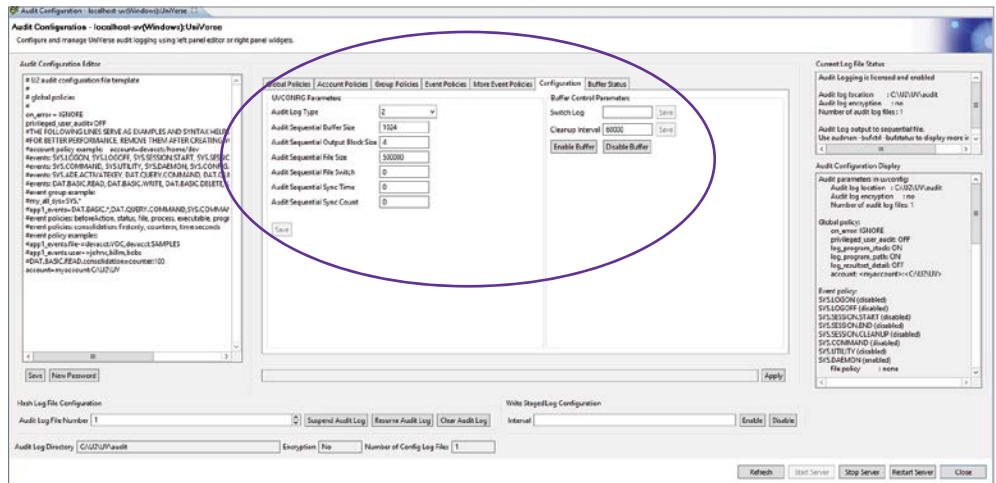 Audit Configuration - localhost-uv(Windows):UniVerse
Audit Configuration - localhost-uv(Windows):UniVerse
Configure and manage UniVerse audit logging using left panel editor or right panel widgets.
Audit Configuration Editor
# U2 audit configuration file template
#
# global policies
#
on_error = IGNORE
privileged_user_audit= OFF
#THE FOLLOWING LINES SERVE AS EXAMPLES AND SYNTAX HELP
#FOR BETTER PERFORMANCE, REMOVE THEM AFTER CREATING
#account policy example account=devacct:/home/dev
#events: SYS.LOGON, SYS.LOGOFF, SYS.SESSION.START, SYS.SESSIC
#events: SYS.COMMAND, SYS.UTILITY, SYS.DAEMON, SYS.CONFIG,
#events: SYS.ADE.ACTIVATEKEY, DAT.QUERY.COMMAND,
#events: DAT.BASIC.READ, DAT.BASIC.WRITE, DAT.BASIC.DELETE,
#event group example:
#my_all_sys=SYS.*
#app1_events=DAT.BASIC.*,DAT.QUERY.COMMAND,SYS.COMMAN
#event policies: beforeAction, status, file, process, executable, progr
#event policies: consolidation: firstonly, counter:n, time:seconds
#event policy examples:
#app1_events.file=devacct:VOC,devacct:SAMPLES
#app1_events.user=
#DAT.BASIC.READ.consolidation=counter:100
account=myaccount:C:\U2\UV
Save New Password
Global Policies Account Policies Group Policies Event Policies More Event Policies Configuration Buffer Status
UVCONFIG Parameters
Audit Log Type 2
Audit Sequential Buffer Size 1024
Audit Sequential Output Block Size 4
Audit Sequential File Size 500000
Audit Sequential File Switch 0
Audit Sequential Sync Time 0
Audit Sequential Sync Count 0
Save
Buffer Control Parameters
Switch Log Save
Cleanup Interval 60000 Save
Enable Buffer Disable Buffer
Apply
Current Log File Status
Audit Logging is licensed and enabled
Audit log location : C:\U2\UV\audit
Audit log encryption : no
Number of audit log files : 1
Audit Log output to sequential file.
Audit Configuration Display
Audit parameters in uvconfig:
Audit log location : C:\U2\UV\audit
Audit log encryption : no
Number of audit log files: 1
Global policy:
on_error: IGNORE
privileged_user_audit: OFF
log_program_stack: ON
log_program_path: ON
log_resultset_detail: OFF
account: <myaccount>:<C:\U2\UV>
Event policy:
SYS.LOGON (disabled)
SYS.LOGOFF (disabled)
SYS.SESSION.START (disabled)
SYS.SESSION.END (disabled)
SYS.SESSION.CLEANUP (disabled)
SYS.COMMAND (disabled)
SYS.UTILITY (disabled)
SYS.DAEMON (enabled)
File policy : none
Hash Log File Configuration
Audit Log File Number 1 Suspend Audit Log Resume Audit Log Clear Audit Log
Write StagedLog Configuration
Interval Enable Disable
Audit Log Directory C:\U2\UV\audit Encryption No Number of Config Log Files 1
Refresh Start Server Stop Server Restart Server Close